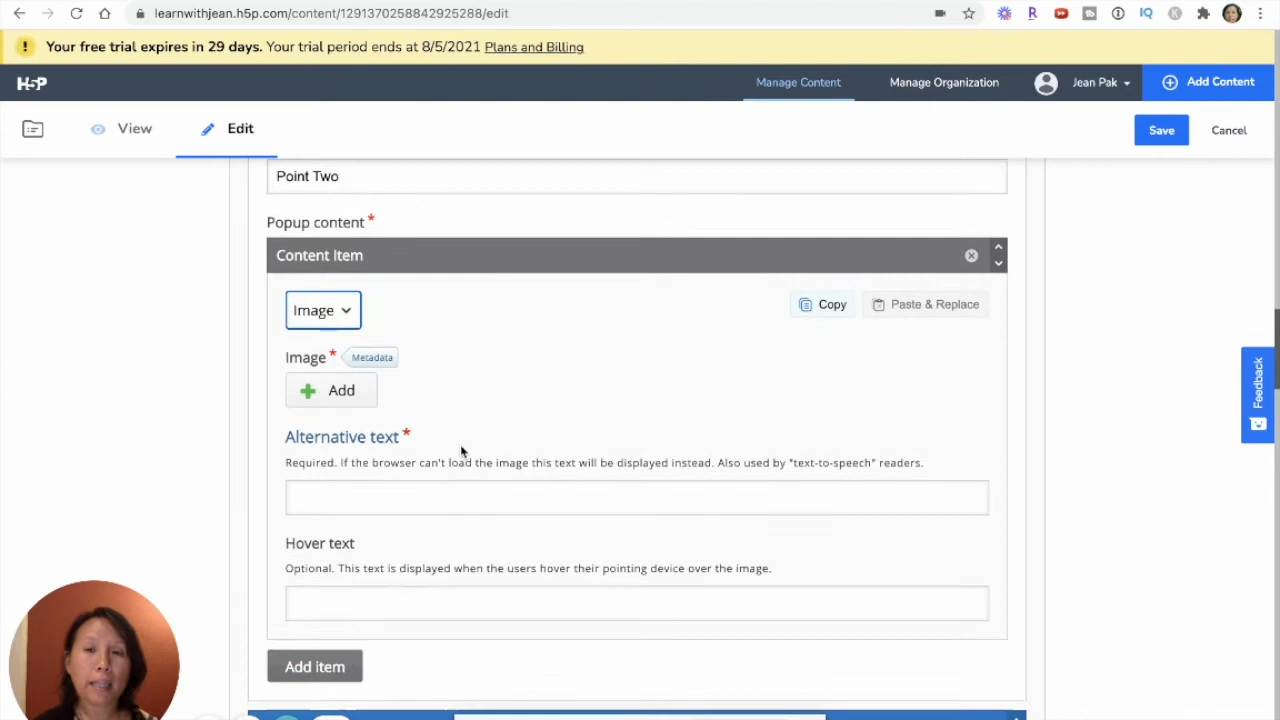 learnwithjean.h5p.com/content/1291370258842925288/edit
Your free trial expires in 29 days. Your trial period ends at 8/5/2021 Plans and Billing
H5P
Manage Content
Manage Organization
Jean Pak
Add Content
View
Edit
Save
Cancel
Point Two
Popup content *
Content Item
Image
Copy
Paste & Replace
Image * Metadata
Add
Alternative text *
Required. If the browser can't load the image this text will be displayed instead. Also used by "text-to-speech" readers.
Hover text
Optional. This text is displayed when the users hover their pointing device over the image.
Add item
Feedback